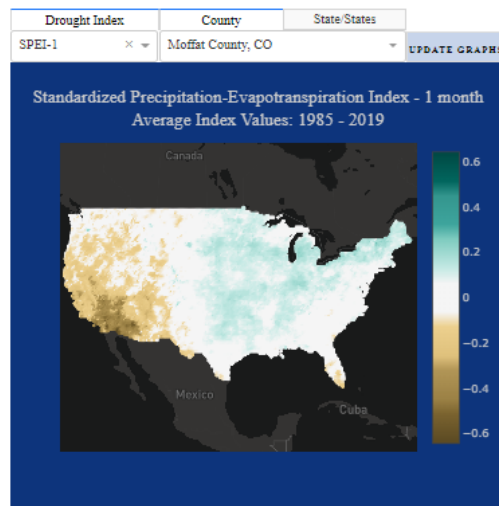 Drought Index County State/States
SPEI-1 Moffat County, CO UPDATE GRAPHS
Standardized Precipitation-Evapotranspiration Index - 1 month
Average Index Values: 1985 - 2019
Canada
0.6
0.4
0.2
0
−0.2
−0.4
−0.6
Mexico
Cuba